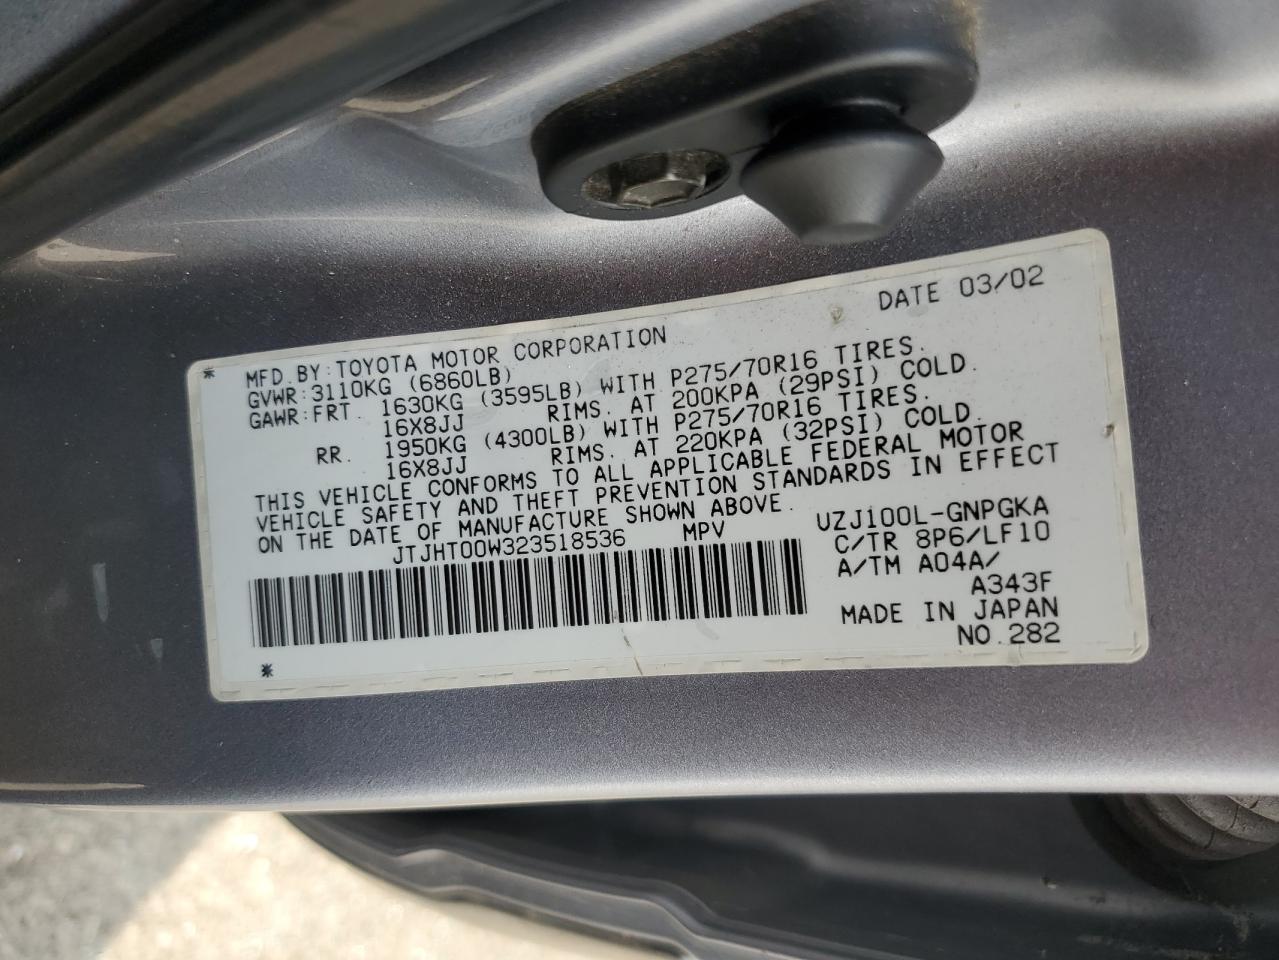 DATE 03/02
* MFD. BY: TOYOTA MOTOR CORPORATION
GVWR: 3110KG (6860LB)
GAWR: FRT. 1630KG (3595LB) WITH P275/70R16 TIRES.
16X8JJ RIMS. AT 200KPA (29PSI) COLD.
RR. 1950KG (4300LB) WITH P275/70R16 TIRES.
16X8JJ RIMS. AT 220KPA (32PSI) COLD.
THIS VEHICLE CONFORMS TO ALL APPLICABLE FEDERAL MOTOR
VEHICLE SAFETY AND THEFT PREVENTION STANDARDS IN EFFECT
ON THE DATE OF MANUFACTURE SHOWN ABOVE.
JTJHT00W323518536 MPV
UZJ100L-GNPGKA
C/TR 8P6/LF10
A/TM A04A/
A343F
MADE IN JAPAN
NO.282
*